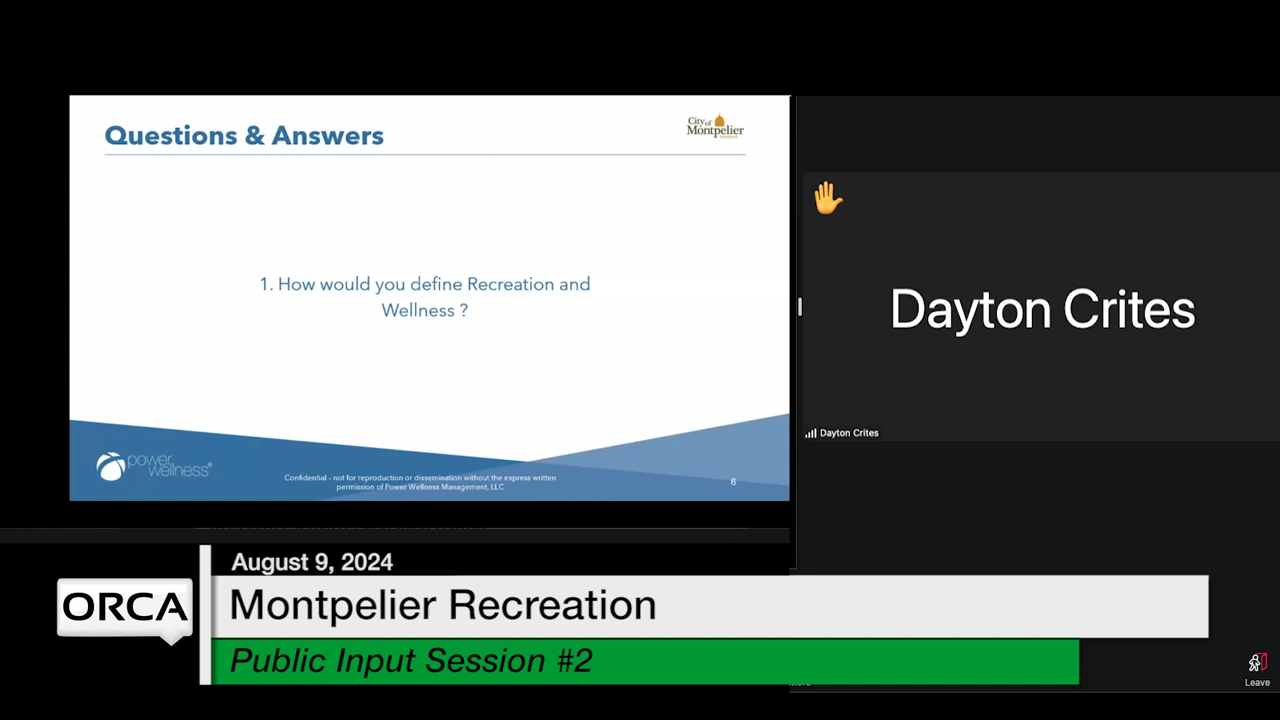 Questions & Answers
City of
Montpelier
1. How would you define Recreation and
Wellness ?
power
wellness®
Confidential - not for reproduction or dissemination without the express written
permission of Power Wellness Management, LLC
6
Dayton Crites
Dayton Crites
August 9, 2024
ORCA
Montpelier Recreation
Public Input Session #2
Leave